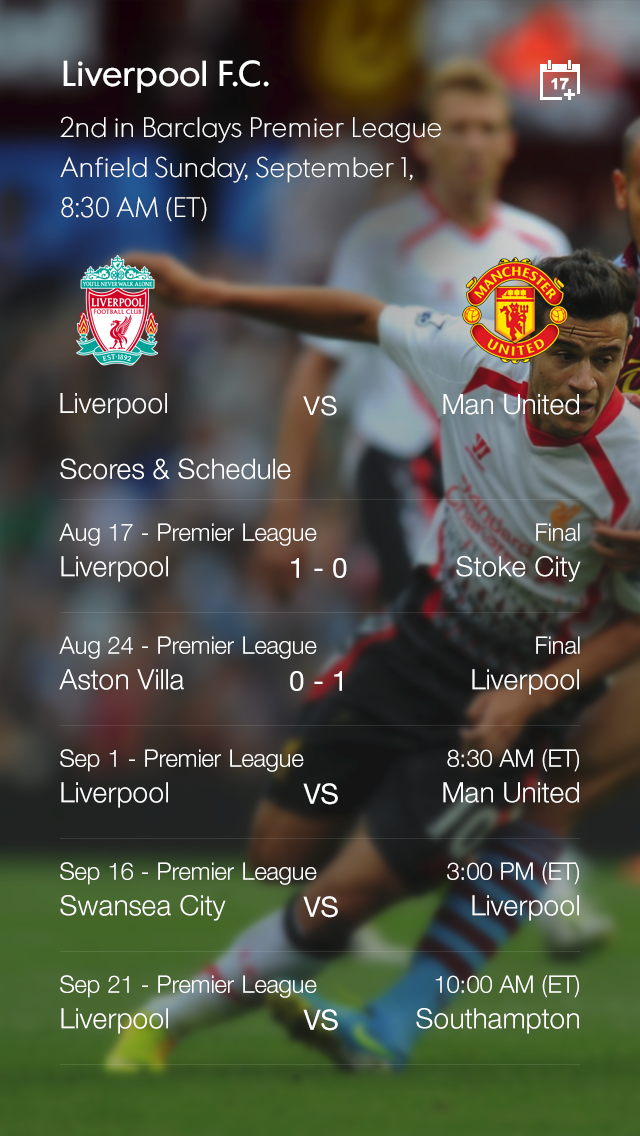 Liverpool F.C.
17
2nd in Barclays Premier League
Anfield Sunday, September 1,
8:30 AM (ET)
YOU'LL NEVER WALK ALONE
LIVERPOOL
FOOTBALL CLUB
EST·1892
MANCHESTER
UNITED
Liverpool VS Man United
Scores & Schedule
Aug 17 - Premier League Final
Liverpool 1 - 0 Stoke City
Aug 24 - Premier League Final
Aston Villa 0 - 1 Liverpool
Sep 1 - Premier League 8:30 AM (ET)
Liverpool VS Man United
Sep 16 - Premier League 3:00 PM (ET)
Swansea City VS Liverpool
Sep 21 - Premier League 10:00 AM (ET)
Liverpool VS Southampton
Standard
Chartered
10